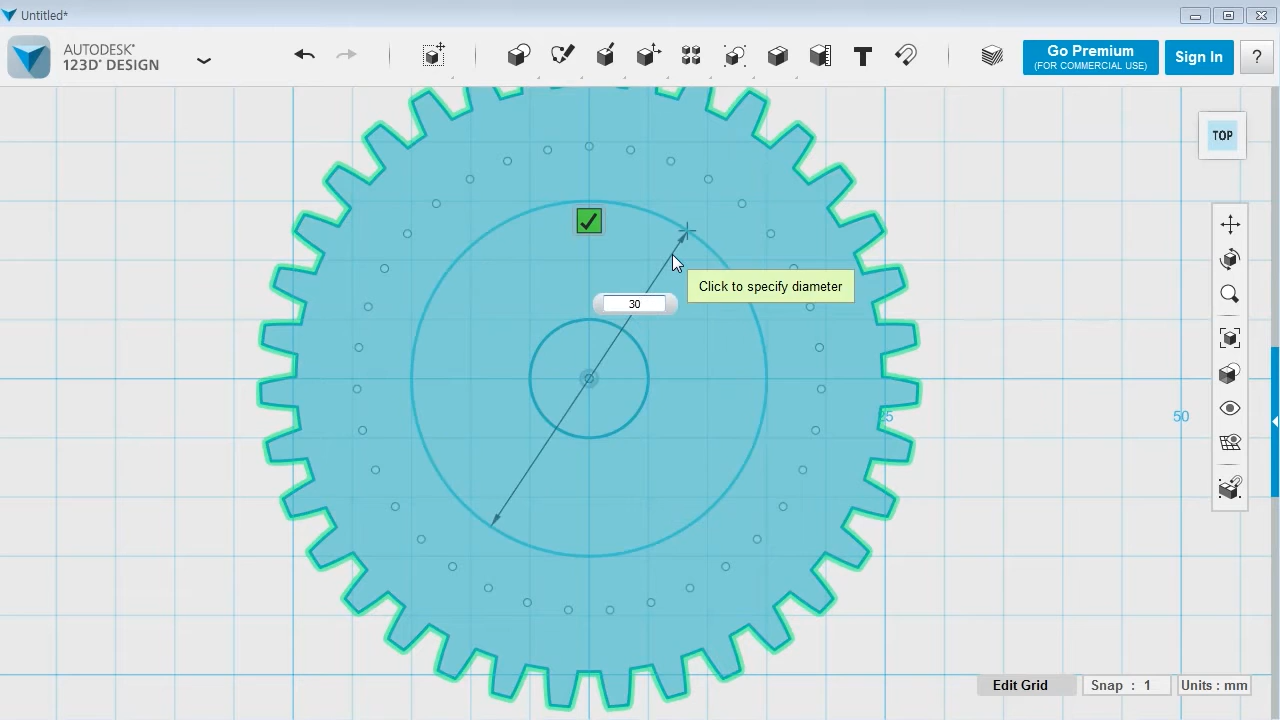 Untitled*
AUTODESK®
123D® DESIGN
T
Go Premium
(FOR COMMERCIAL USE)
Sign In
?
TOP
Click to specify diameter
30
25
50
Edit Grid
Snap : 1
Units : mm